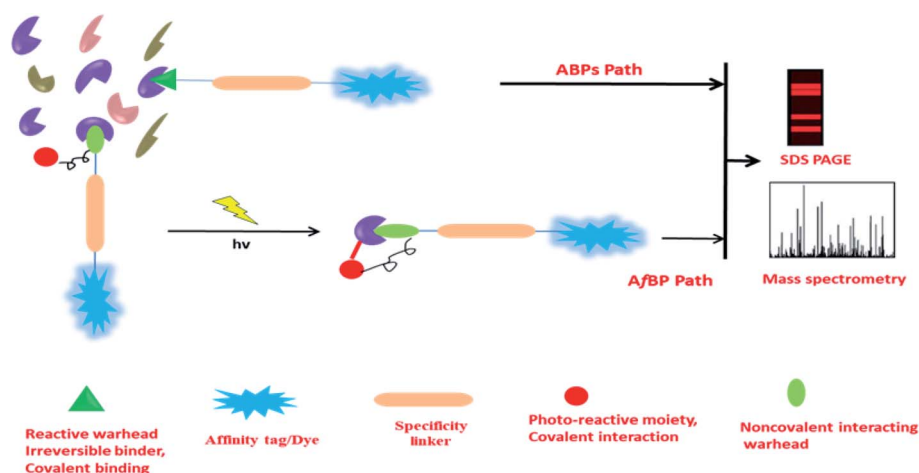 ABPs Path
SDS PAGE
hν
AfBP Path
Mass spectrometry
Reactive warhead
Irreversible binder,
Covalent binding
Affinity tag/Dye
Specificity
linker
Photo-reactive moiety,
Covalent interaction
Noncovalent interacting
warhead